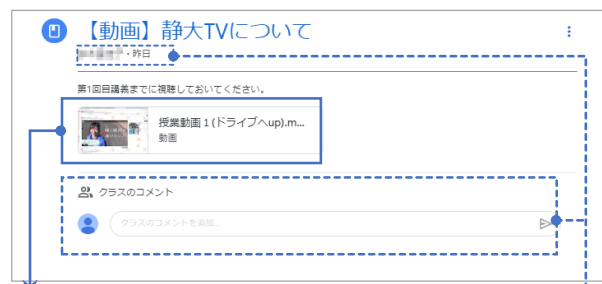 【動画】静大TVについて
・昨日
第1回目講義までに視聴しておいてください。
授業動画1(ドライブへup).m...
動画
クラスのコメント
クラスのコメントを追加...